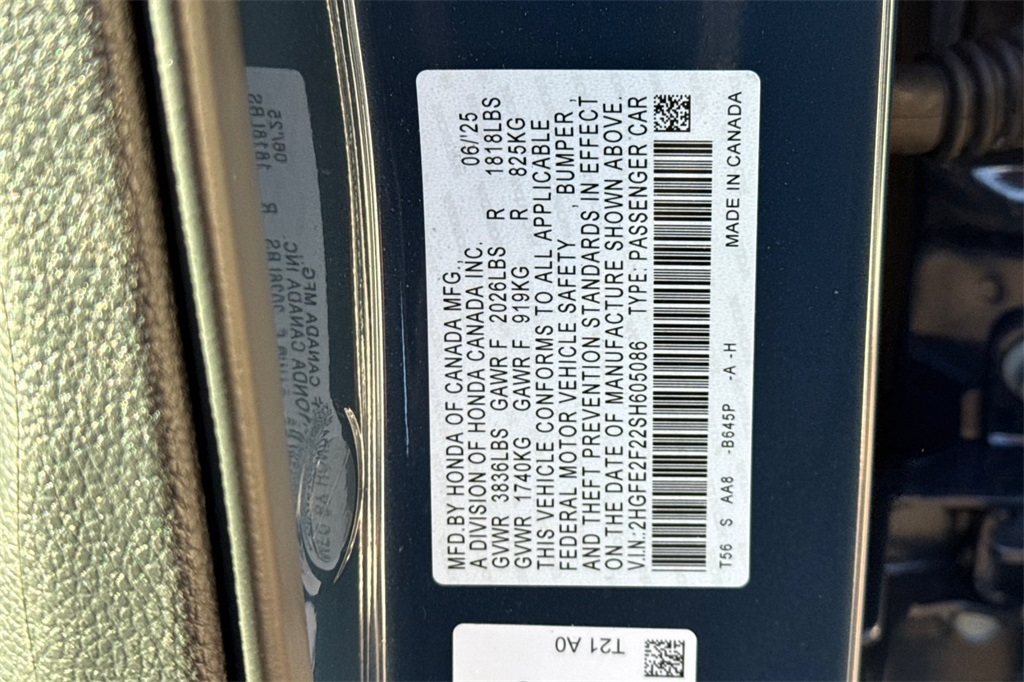 MFD.BY HONDA OF CANADA MFG., 06/'25
A DIVISION OF HONDA CANADA INC.
GVWR 3836LBS GAWR F 2026LBS R 1818LBS
GVWR 1740KG GAWR F 919KG R 825KG
THIS VEHICLE CONFORMS TO ALL APPLICABLE
FEDERAL MOTOR VEHICLE SAFETY , BUMPER,
AND THEFT PREVENTION STANDARDS IN EFFECT
ON THE DATE OF MANUFACTURE SHOWN ABOVE.
V.I.N.:2HGFE2F22SH605086 TYPE: PASSENGER CAR
T56 S AA8 -B645P -A -H MADE IN CANADA
T21 A0